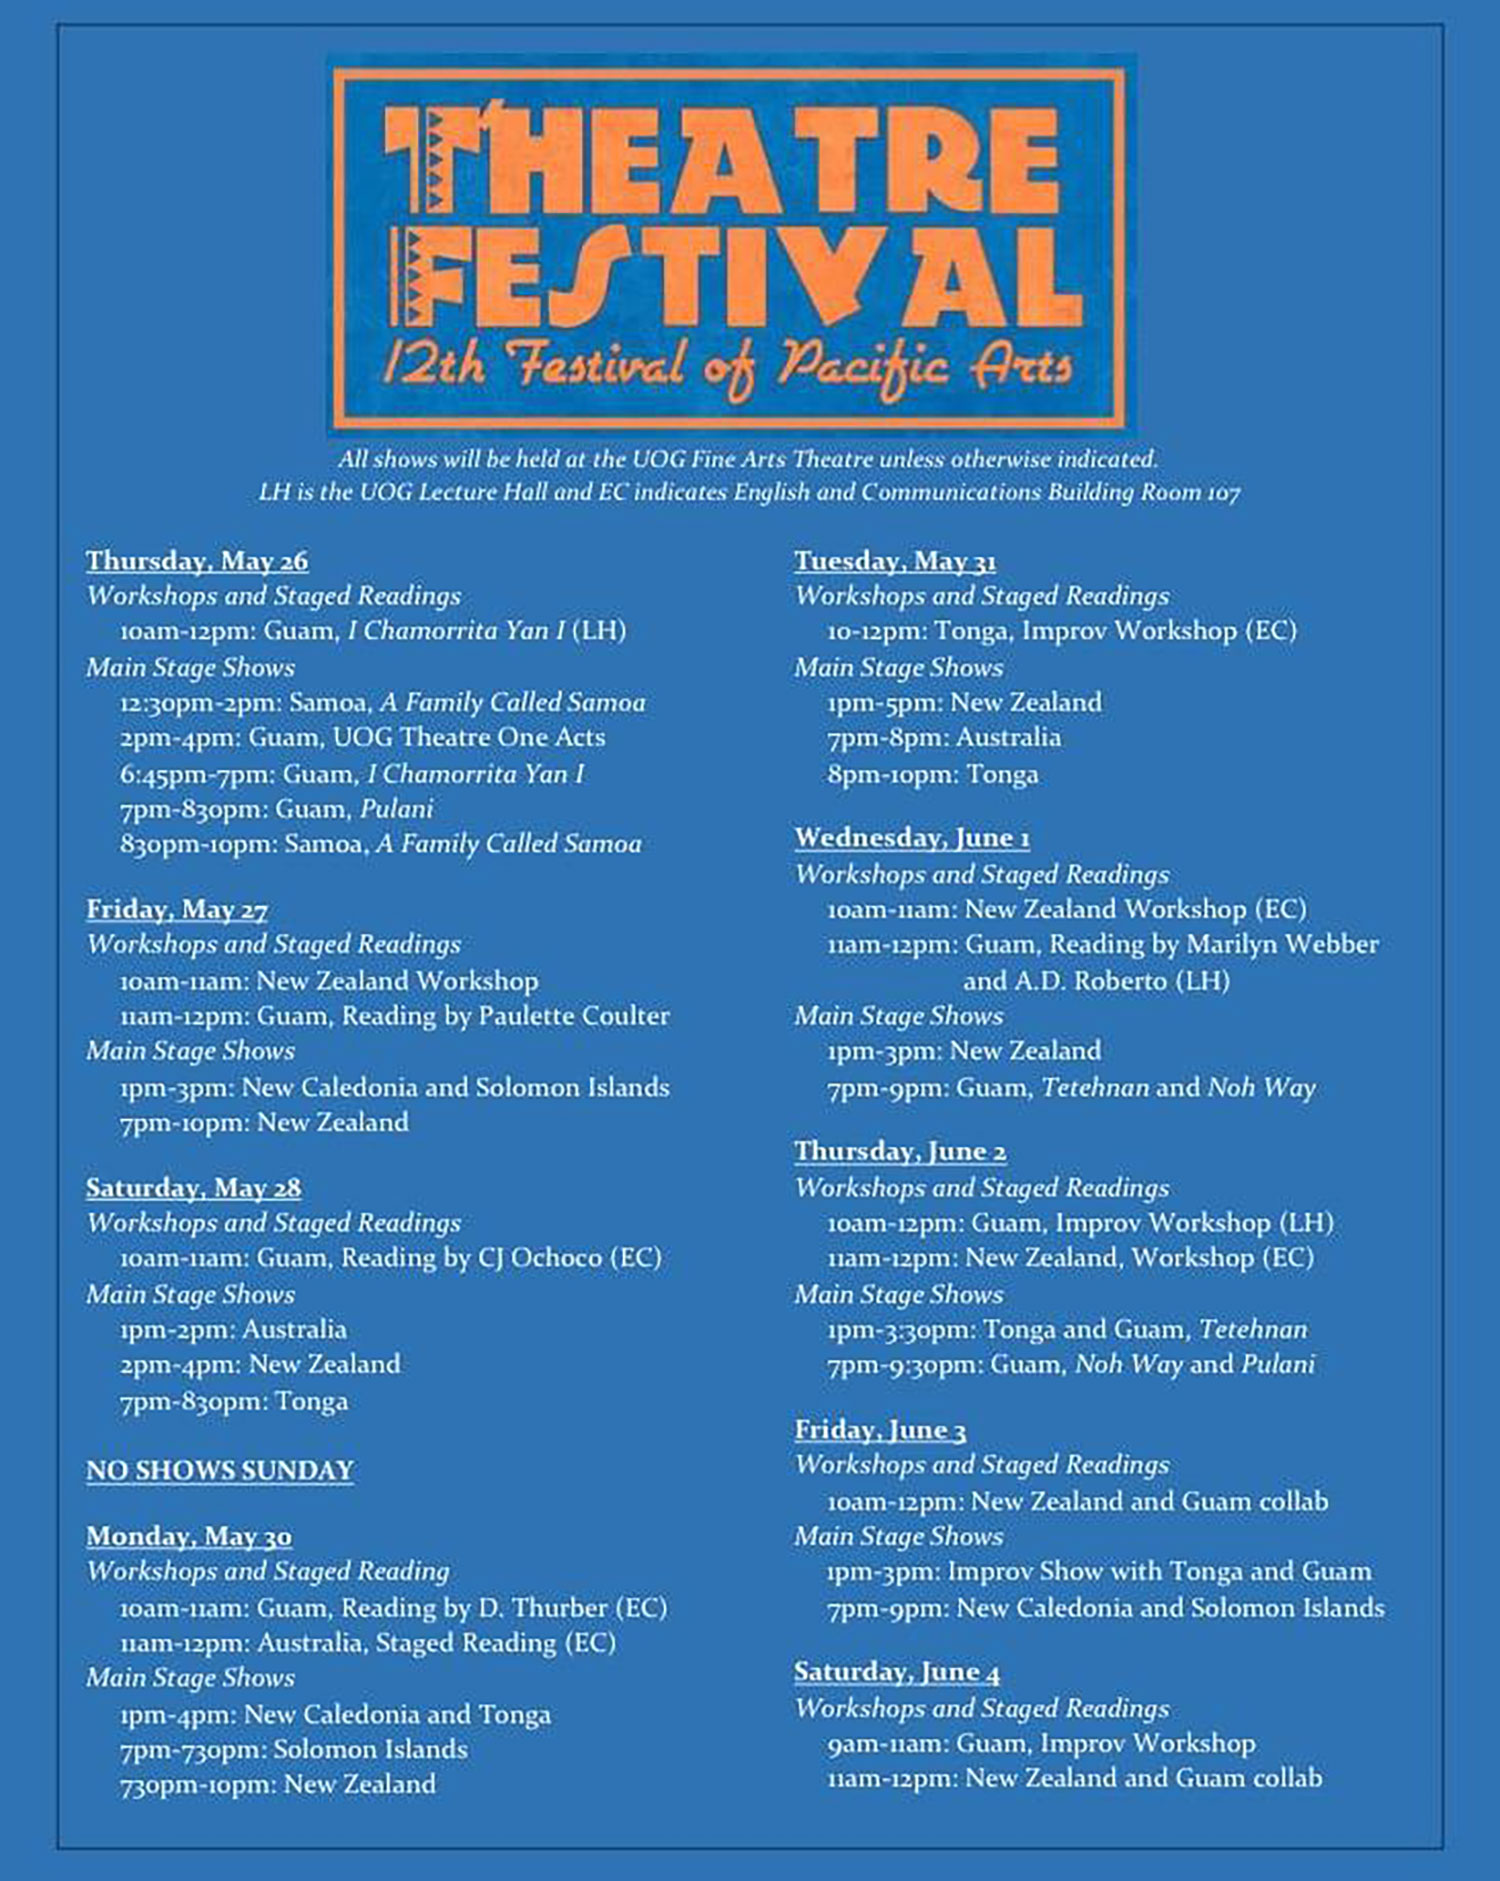 THEATRE
FESTIVAL
12th Festival of Pacific Arts
All shows will be held at the UOG Fine Arts Theatre unless otherwise indicated.
LH is the UOG Lecture Hall and EC indicates English and Communications Building Room 107
Thursday, May 26
Workshops and Staged Readings
10am-12pm: Guam, I Chamorrita Yan I (LH)
Main Stage Shows
12:30pm-2pm: Samoa, A Family Called Samoa
2pm-4pm: Guam, UOG Theatre One Acts
6:45pm-7pm: Guam, I Chamorrita Yan I
7pm-830pm: Guam, Pulani
830pm-10pm: Samoa, A Family Called Samoa
Friday, May 27
Workshops and Staged Readings
10am-11am: New Zealand Workshop
11am-12pm: Guam, Reading by Paulette Coulter
Main Stage Shows
1pm-3pm: New Caledonia and Solomon Islands
7pm-10pm: New Zealand
Saturday, May 28
Workshops and Staged Readings
10am-11am: Guam, Reading by CJ Ochoco (EC)
Main Stage Shows
1pm-2pm: Australia
2pm-4pm: New Zealand
7pm-830pm: Tonga
NO SHOWS SUNDAY
Monday, May 30
Workshops and Staged Reading
10am-11am: Guam, Reading by D. Thurber (EC)
11am-12pm: Australia, Staged Reading (EC)
Main Stage Shows
1pm-4pm: New Caledonia and Tonga
7pm-730pm: Solomon Islands
730pm-10pm: New Zealand
Tuesday, May 31
Workshops and Staged Readings
10-12pm: Tonga, Improv Workshop (EC)
Main Stage Shows
1pm-5pm: New Zealand
7pm-8pm: Australia
8pm-10pm: Tonga
Wednesday, June 1
Workshops and Staged Readings
10am-11am: New Zealand Workshop (EC)
11am-12pm: Guam, Reading by Marilyn Webber
and A.D. Roberto (LH)
Main Stage Shows
1pm-3pm: New Zealand
7pm-9pm: Guam, Tetehnan and Noh Way
Thursday, June 2
Workshops and Staged Readings
10am-12pm: Guam, Improv Workshop (LH)
11am-12pm: New Zealand, Workshop (EC)
Main Stage Shows
1pm-3:30pm: Tonga and Guam, Tetehnan
7pm-9:30pm: Guam, Noh Way and Pulani
Friday, June 3
Workshops and Staged Readings
10am-12pm: New Zealand and Guam collab
Main Stage Shows
1pm-3pm: Improv Show with Tonga and Guam
7pm-9pm: New Caledonia and Solomon Islands
Saturday, June 4
Workshops and Staged Readings
9am-11am: Guam, Improv Workshop
11am-12pm: New Zealand and Guam collab